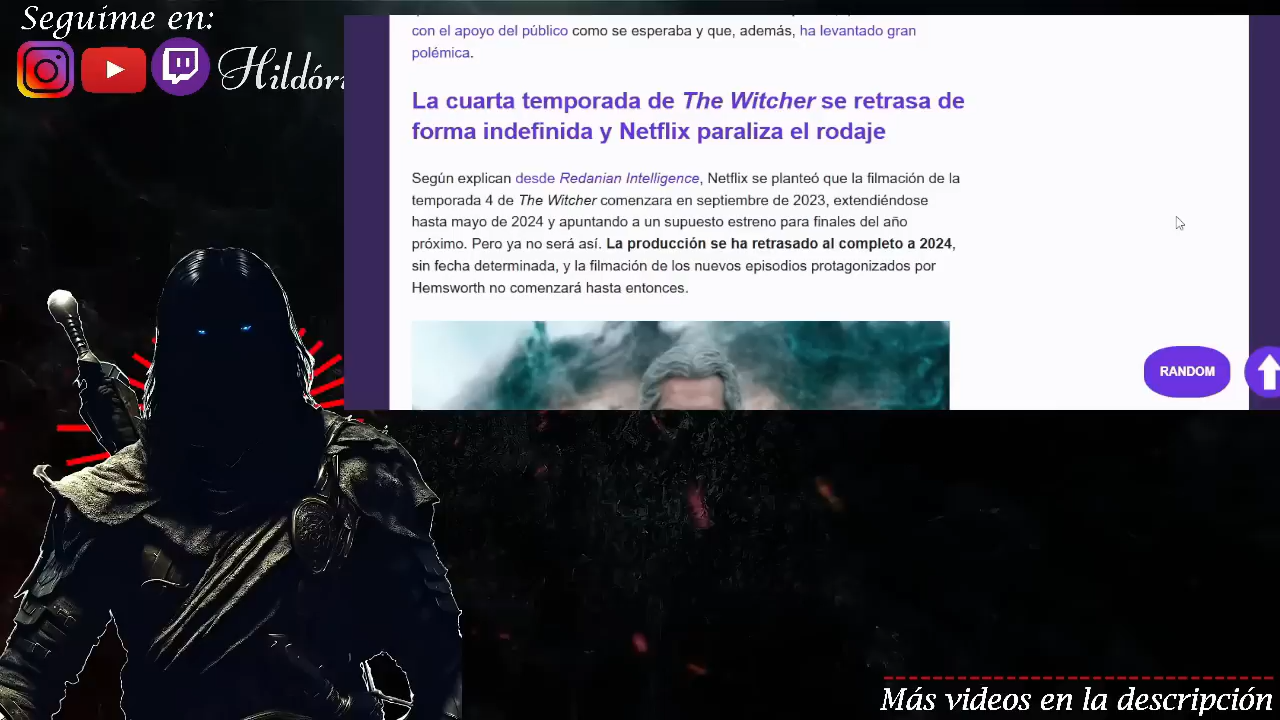 Seguime en:
con el apoyo del público como se esperaba y que, además, ha levantado gran
polémica.
La cuarta temporada de The Witcher se retrasa de
forma indefinida y Netflix paraliza el rodaje
Según explican desde Redanian Intelligence, Netflix se planteó que la filmación de la
temporada 4 de The Witcher comenzara en septiembre de 2023, extendiéndose
hasta mayo de 2024 y apuntando a un supuesto estreno para finales del año
próximo. Pero ya no será así. La producción se ha retrasado al completo a 2024,
sin fecha determinada, y la filmación de los nuevos episodios protagonizados por
Hemsworth no comenzará hasta entonces.
RANDOM
Más videos en la descripción